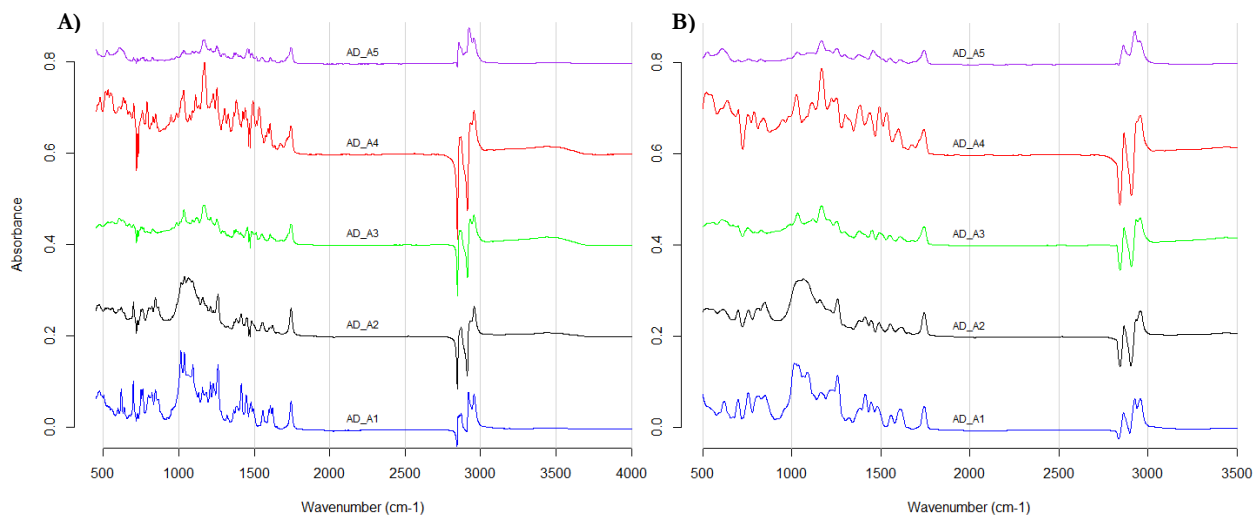 A)
B)
Absorbance
0.8
0.6
0.4
0.2
0.0
AD_A5
AD_A4
AD_A3
AD_A2
AD_A1
500 1000 1500 2000 2500 3000 3500 4000
Wavenumber (cm-1)
0.8
0.6
0.4
0.2
0.0
AD_A5
AD_A4
AD_A3
AD_A2
AD_A1
500 1000 1500 2000 2500 3000 3500
Wavenumber (cm-1)